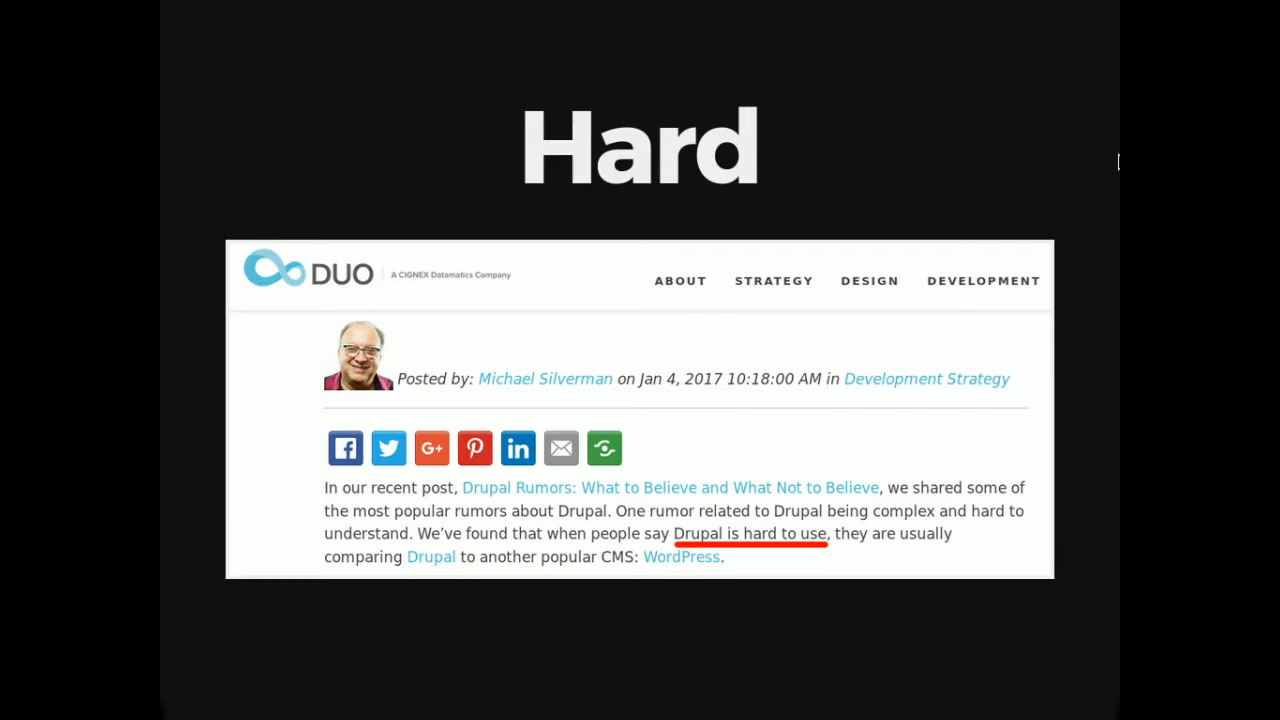 Hard
DUO A CIGNEX Datamatics Company
ABOUT STRATEGY DESIGN DEVELOPMENT
Posted by: Michael Silverman on Jan 4, 2017 10:18:00 AM in Development Strategy
In our recent post, Drupal Rumors: What to Believe and What Not to Believe, we shared some of
the most popular rumors about Drupal. One rumor related to Drupal being complex and hard to
understand. We’ve found that when people say Drupal is hard to use, they are usually
comparing Drupal to another popular CMS: WordPress.